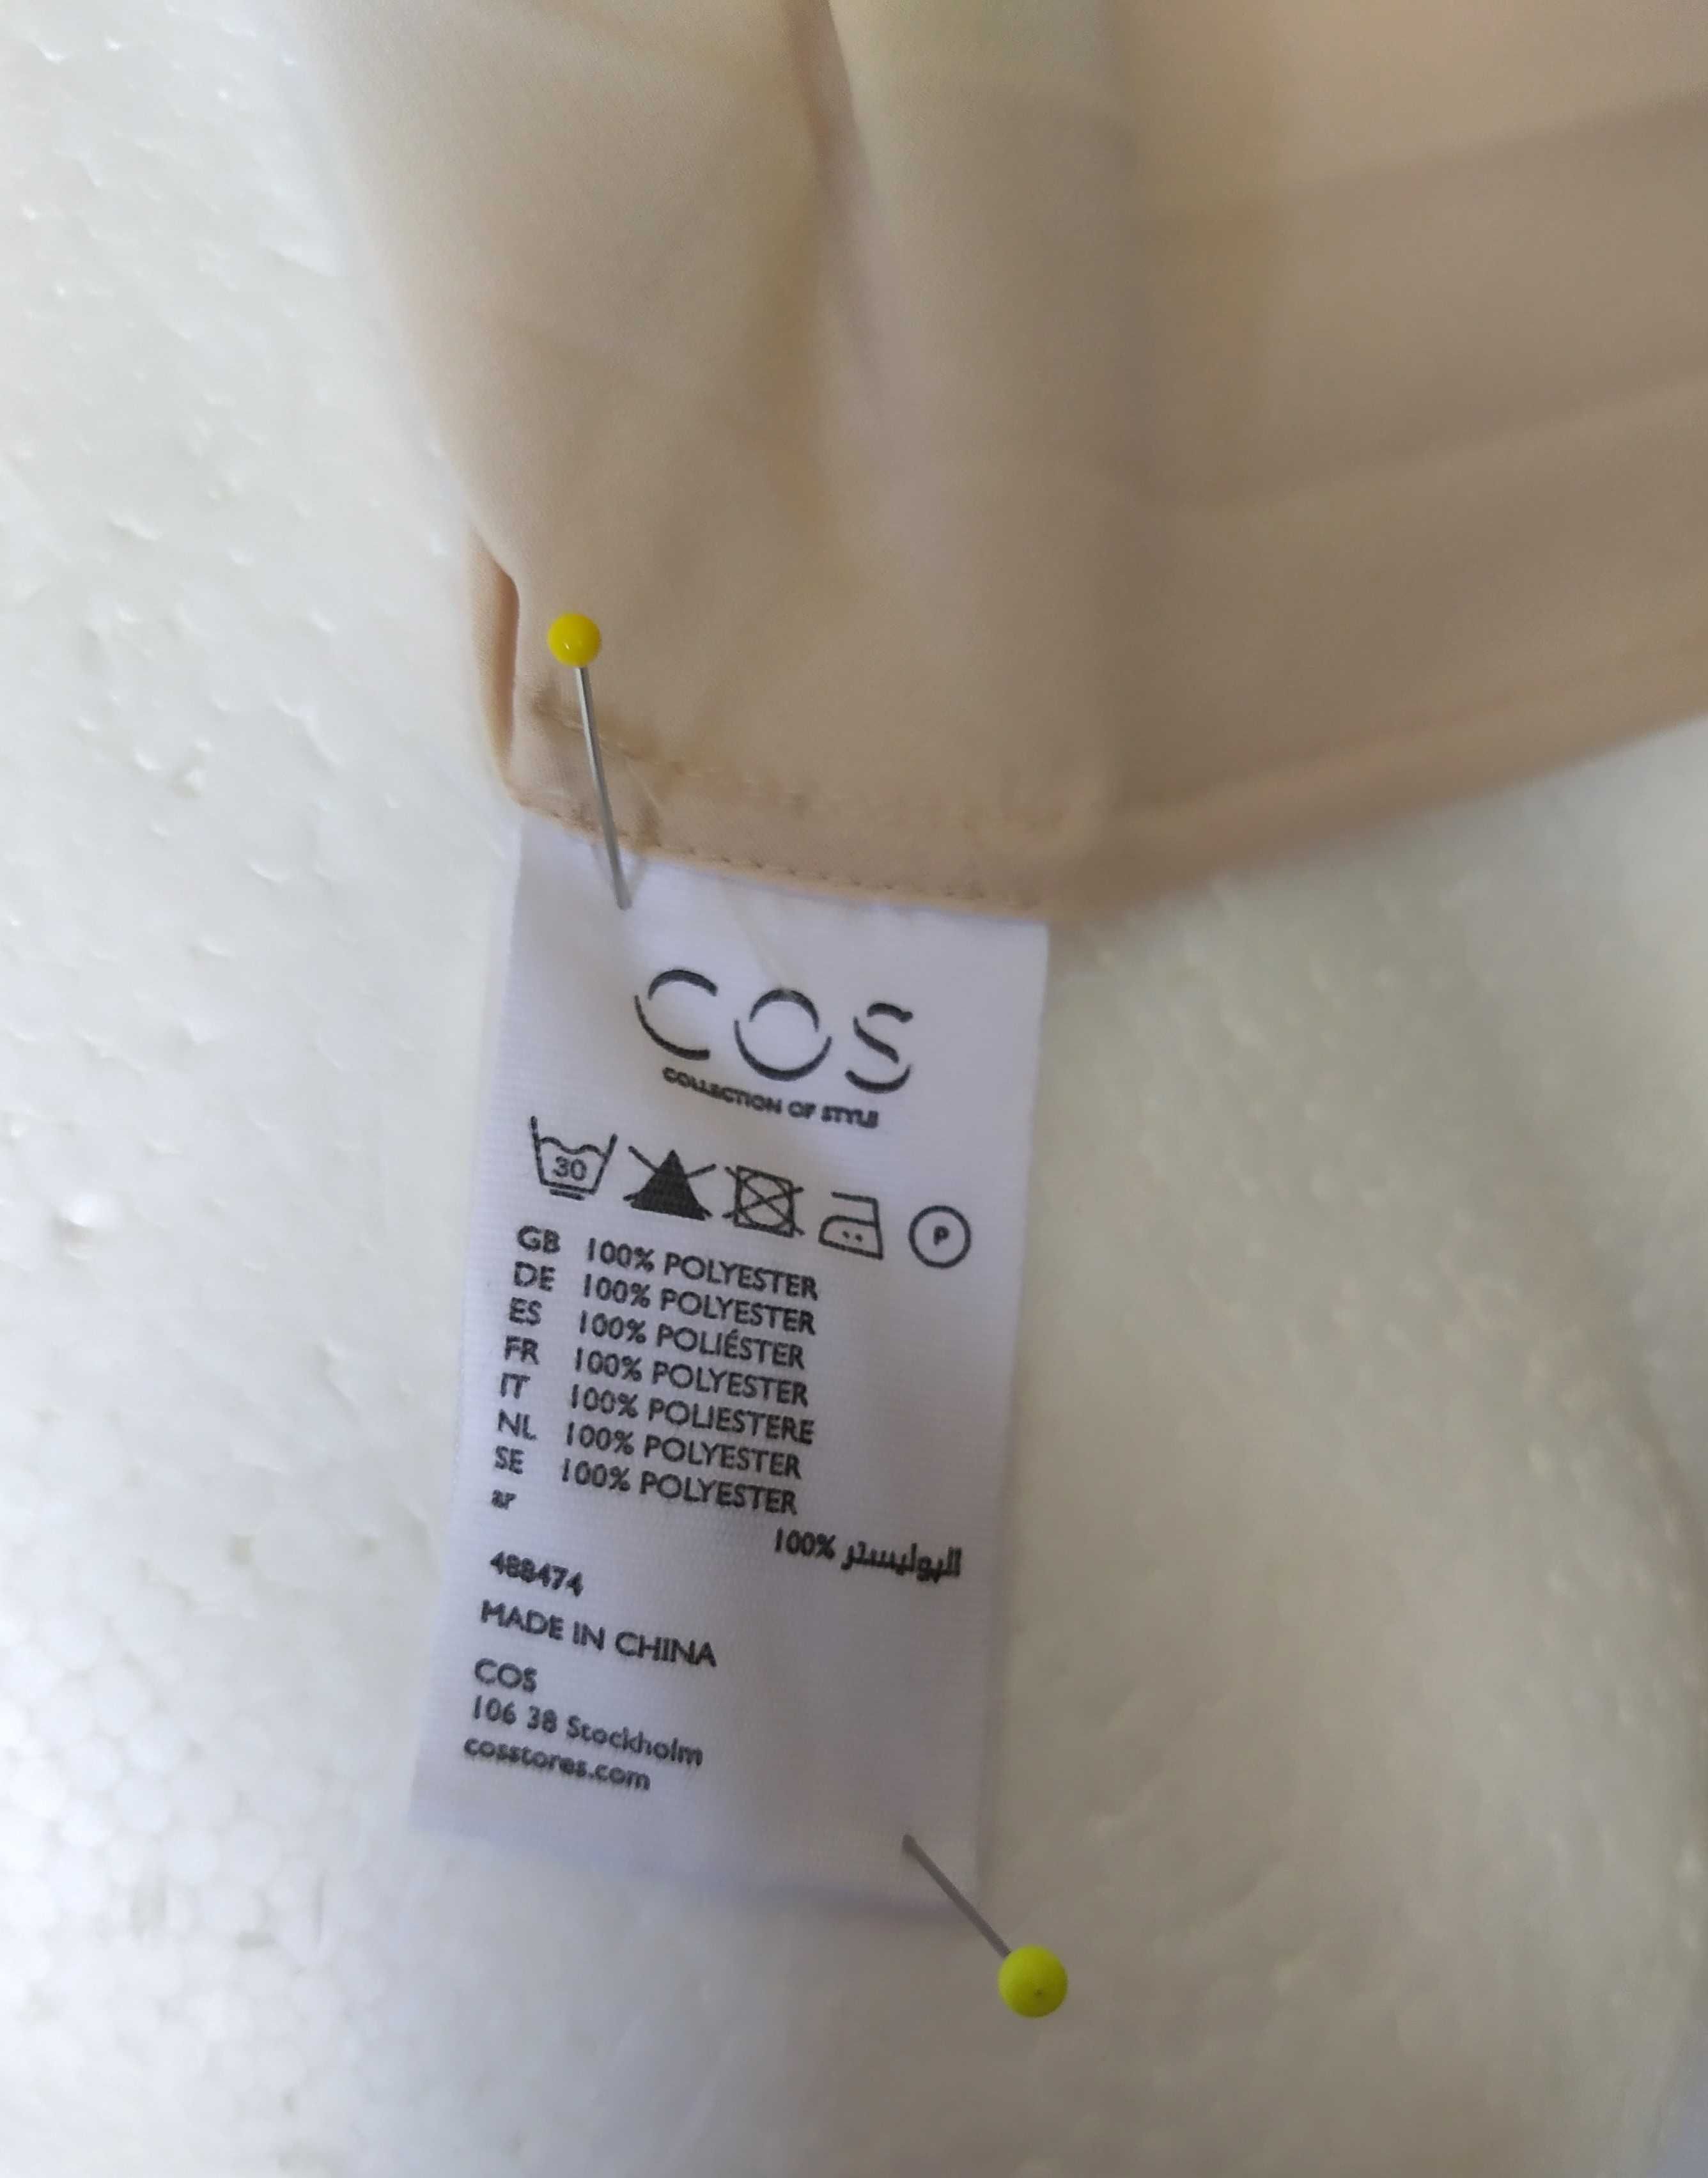 COS
COLLECTION OF STYLE
30 P
GB 100% POLYESTER
DE 100% POLYESTER
ES 100% POLIÉSTER
FR 100% POLYESTER
IT 100% POLIESTERE
NL 100% POLYESTER
SE 100% POLYESTER
ar
100% البوليستر
488474
MADE IN CHINA
COS
106 38 Stockholm
cosstores.com